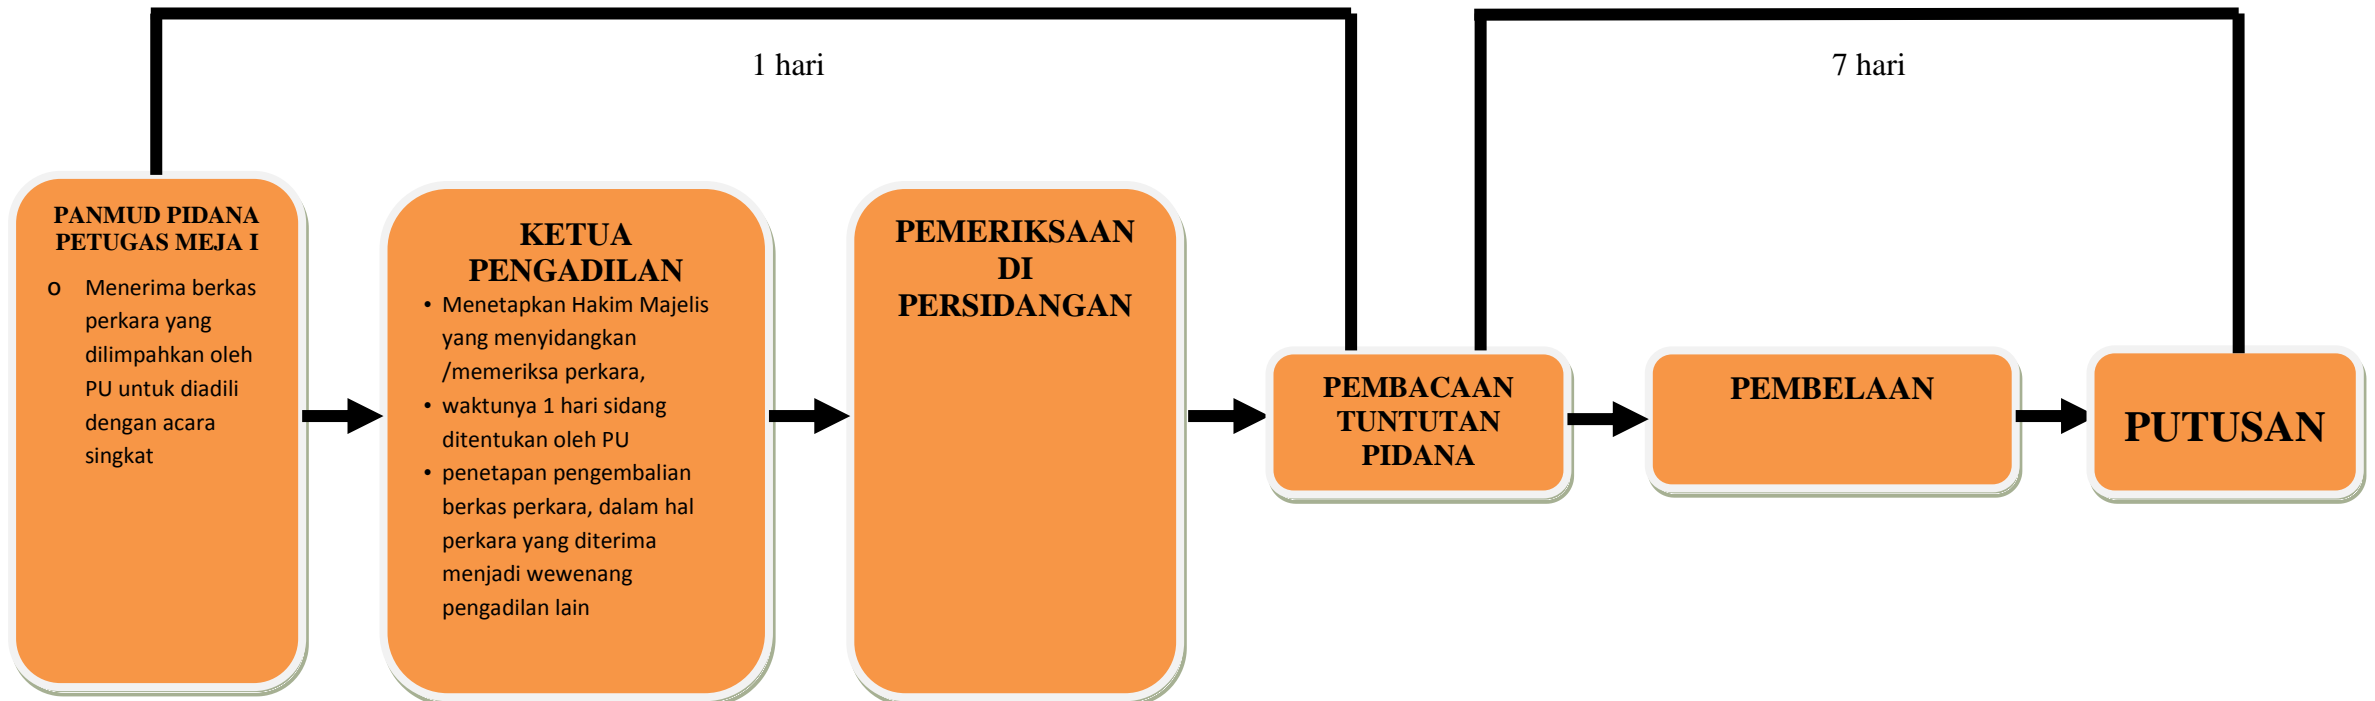 1 hari
7 hari
PANMUD PIDANA
PETUGAS MEJA I
o Menerima berkas
perkara yang
dilimpahkan oleh
PU untuk diadili
dengan acara
singkat
KETUA
PENGADILAN
• Menetapkan Hakim Majelis
yang menyidangkan
/memeriksa perkara,
• waktunya 1 hari sidang
ditentukan oleh PU
• penetapan pengembalian
berkas perkara, dalam hal
perkara yang diterima
menjadi wewenang
pengadilan lain
PEMERIKSAAN
DI
PERSIDANGAN
PEMBACAAN
TUNTUTAN
PIDANA
PEMBELAAN
PUTUSAN